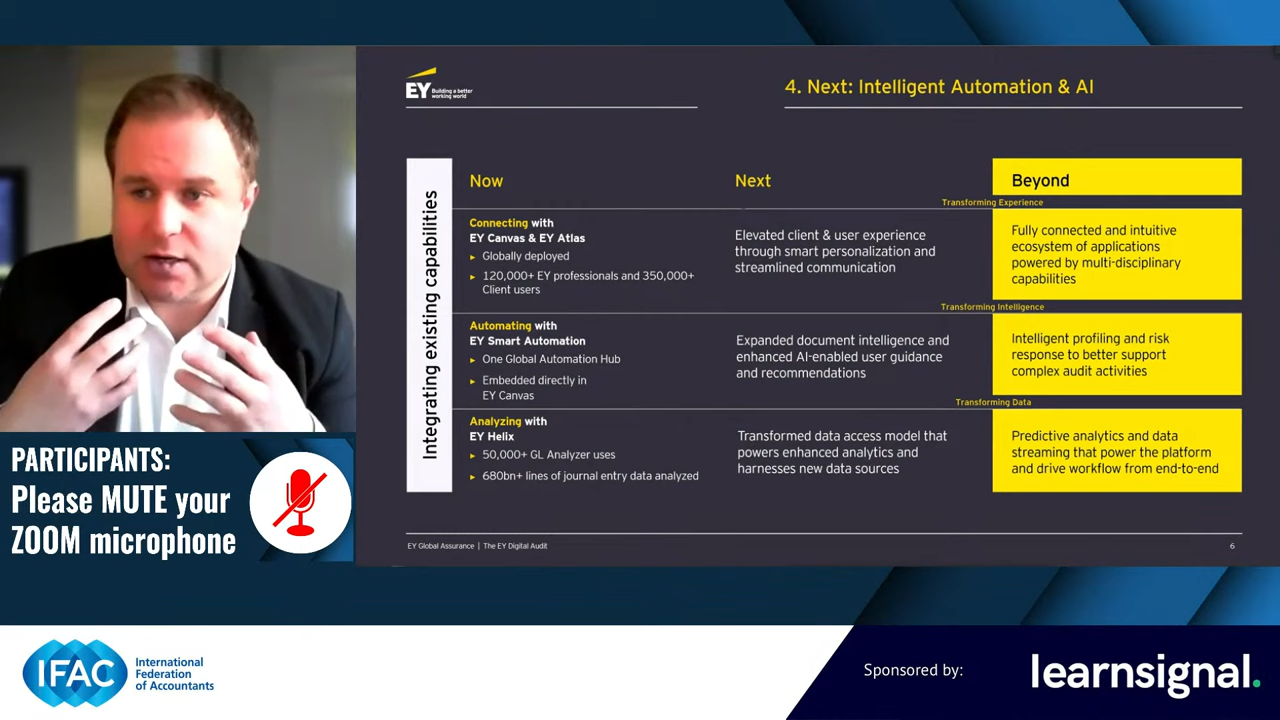 EY Building a better
working world
4. Next: Intelligent Automation & AI
Integrating existing capabilities
Now
Next
Beyond
Transforming Experience
Connecting with
EY Canvas & EY Atlas
► Globally deployed
► 120,000+ EY professionals and 350,000+
Client users
Elevated client & user experience
through smart personalization and
streamlined communication
Fully connected and intuitive
ecosystem of applications
powered by multi-disciplinary
capabilities
Transforming Intelligence
Automating with
EY Smart Automation
► One Global Automation Hub
► Embedded directly in
EY Canvas
Expanded document intelligence and
enhanced AI-enabled user guidance
and recommendations
Intelligent profiling and risk
response to better support
complex audit activities
Transforming Data
Analyzing with
EY Helix
► 50,000+ GL Analyzer uses
► 680bn+ lines of journal entry data analyzed
Transformed data access model that
powers enhanced analytics and
harnesses new data sources
Predictive analytics and data
streaming that power the platform
and drive workflow from end-to-end
EY Global Assurance | The EY Digital Audit
6
PARTICIPANTS:
Please MUTE your
ZOOM microphone
IFAC
International
Federation
of Accountants
Sponsored by:
learnsignal.